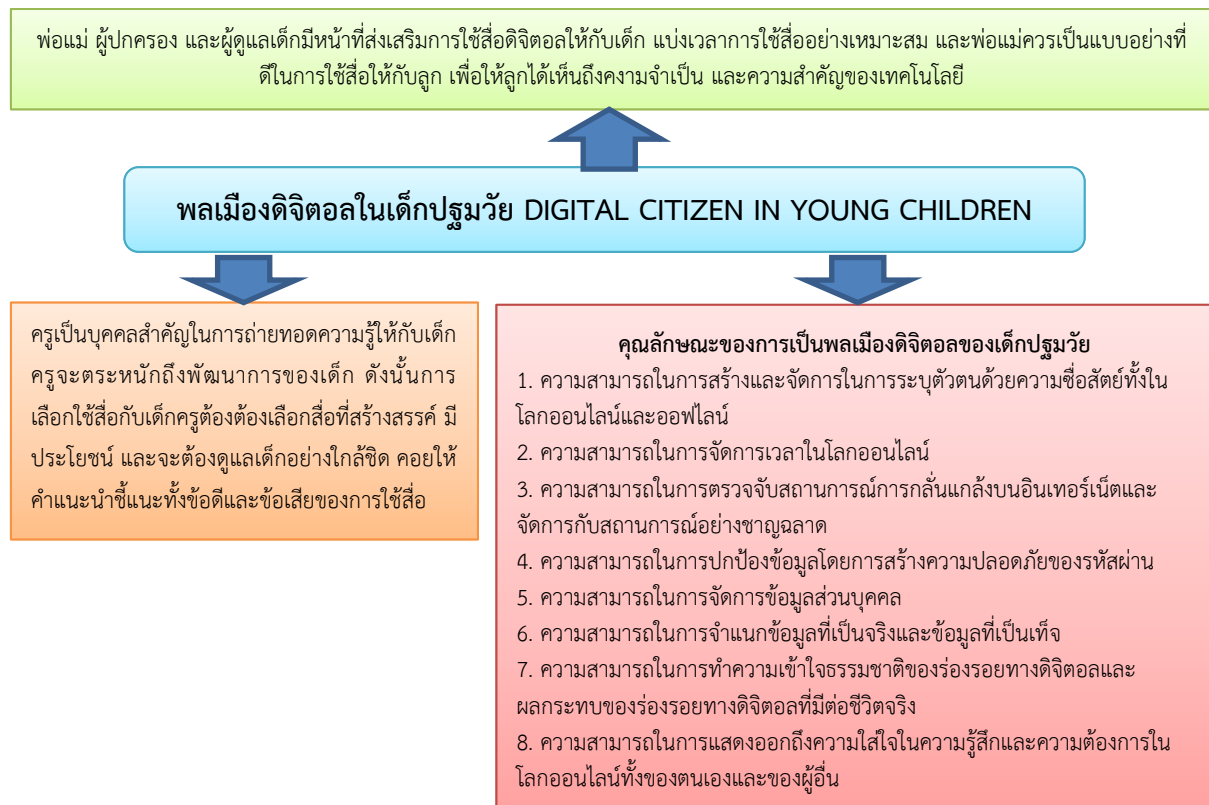 พ่อแม่ ผู้ปกครอง และผู้ดูแลเด็กมีหน้าที่ส่งเสริมการใช้สื่อดิจิตอลให้กับเด็ก แบ่งเวลาการใช้สื่ออย่างเหมาะสม และพ่อแม่ควรเป็นแบบอย่างที่
ดีในการใช้สื่อให้กับลูก เพื่อให้ลูกได้เห็นถึงคงามจำเป็น และความสำคัญของเทคโนโลยี
พลเมืองดิจิตอลในเด็กปฐมวัย DIGITAL CITIZEN IN YOUNG CHILDREN
ครูเป็นบุคคลสำคัญในการถ่ายทอดความรู้ให้กับเด็ก
ครูจะตระหนักถึงพัฒนาการของเด็ก ดังนั้นการ
เลือกใช้สื่อกับเด็กครูต้องต้องเลือกสื่อที่สร้างสรรค์ มี
ประโยชน์ และจะต้องดูแลเด็กอย่างใกล้ชิด คอยให้
คำแนะนำชี้แนะทั้งข้อดีและข้อเสียของการใช้สื่อ
คุณลักษณะของการเป็นพลเมืองดิจิตอลของเด็กปฐมวัย
1. ความสามารถในการสร้างและจัดการในการระบุตัวตนด้วยความซื่อสัตย์ทั้งใน
โลกออนไลน์และออฟไลน์
2. ความสามารถในการจัดการเวลาในโลกออนไลน์
3. ความสามารถในการตรวจจับสถานการณ์การกลั่นแกล้งบนอินเทอร์เน็ตและ
จัดการกับสถานการณ์อย่างชาญฉลาด
4. ความสามารถในการปกป้องข้อมูลโดยการสร้างความปลอดภัยของรหัสผ่าน
5. ความสามารถในการจัดการข้อมูลส่วนบุคคล
6. ความสามารถในการจำแนกข้อมูลที่เป็นจริงและข้อมูลที่เป็นเท็จ
7. ความสามารถในการทำความเข้าใจธรรมชาติของร่องรอยทางดิจิตอลและ
ผลกระทบของร่องรอยทางดิจิตอลที่มีต่อชีวิตจริง
8. ความสามารถในการแสดงออกถึงความใส่ใจในความรู้สึกและความต้องการใน
โลกออนไลน์ทั้งของตนเองและของผู้อื่น